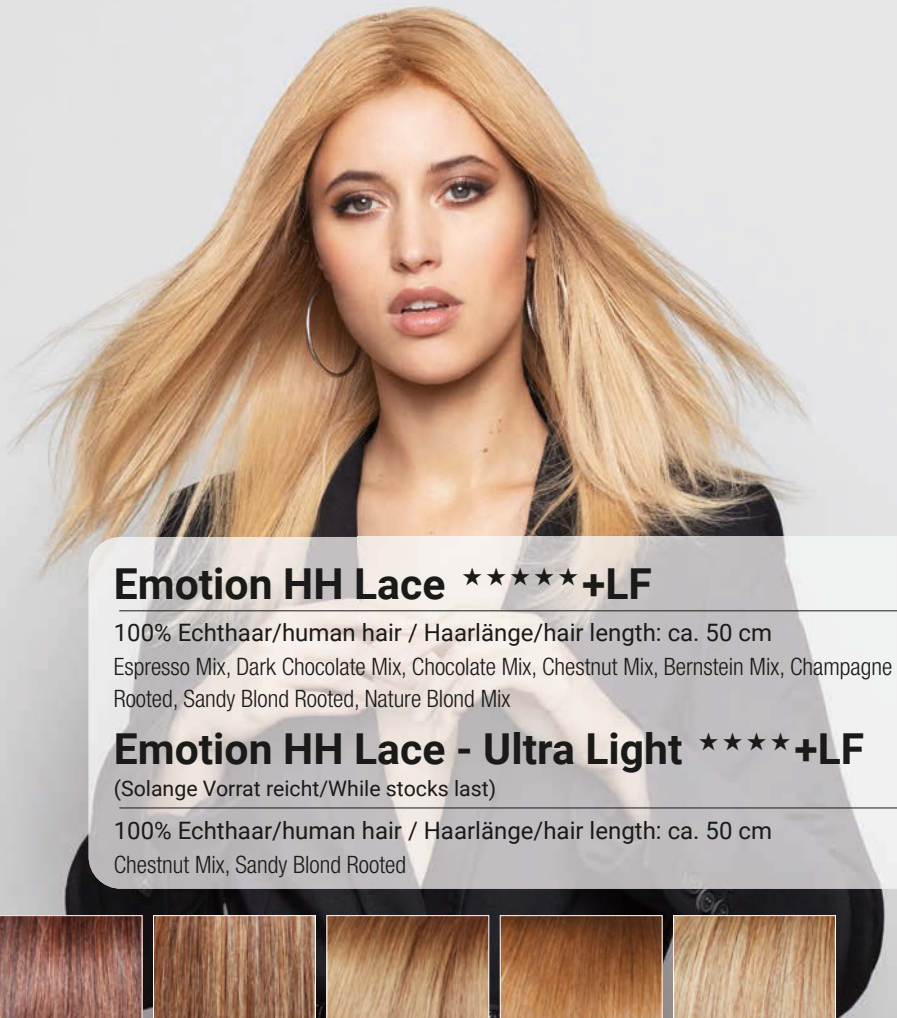 Emotion HH Lace ★★★★★+LF
100% Echthaar/human hair / Haarlänge/hair length: ca. 50 cm
Espresso Mix, Dark Chocolate Mix, Chocolate Mix, Chestnut Mix, Bernstein Mix, Champagne
Rooted, Sandy Blond Rooted, Nature Blond Mix
Emotion HH Lace - Ultra Light ★★★★+LF
(Solange Vorrat reicht/While stocks last)
100% Echthaar/human hair / Haarlänge/hair length: ca. 50 cm
Chestnut Mix, Sandy Blond Rooted